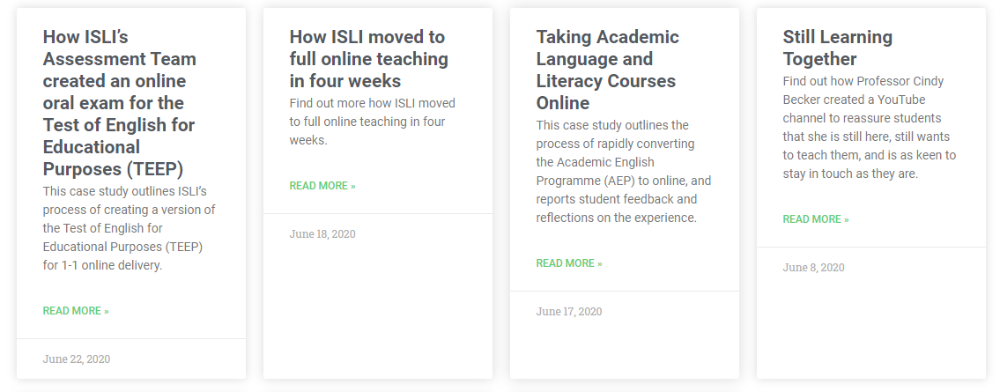 How ISLI’s
Assessment Team
created an online
oral exam for the
Test of English for
Educational
Purposes (TEEP)
This case study outlines ISLI’s
process of creating a version of
the Test of English for
Educational Purposes (TEEP)
for 1-1 online delivery.
READ MORE »
June 22, 2020
How ISLI moved to
full online teaching
in four weeks
Find out more how ISLI moved
to full online teaching in four
weeks.
READ MORE »
June 18, 2020
Taking Academic
Language and
Literacy Courses
Online
This case study outlines the
process of rapidly converting
the Academic English
Programme (AEP) to online, and
reports student feedback and
reflections on the experience.
READ MORE »
June 17, 2020
Still Learning
Together
Find out how Professor Cindy
Becker created a YouTube
channel to reassure students
that she is still here, still wants
to teach them, and is as keen to
stay in touch as they are.
READ MORE »
June 8, 2020